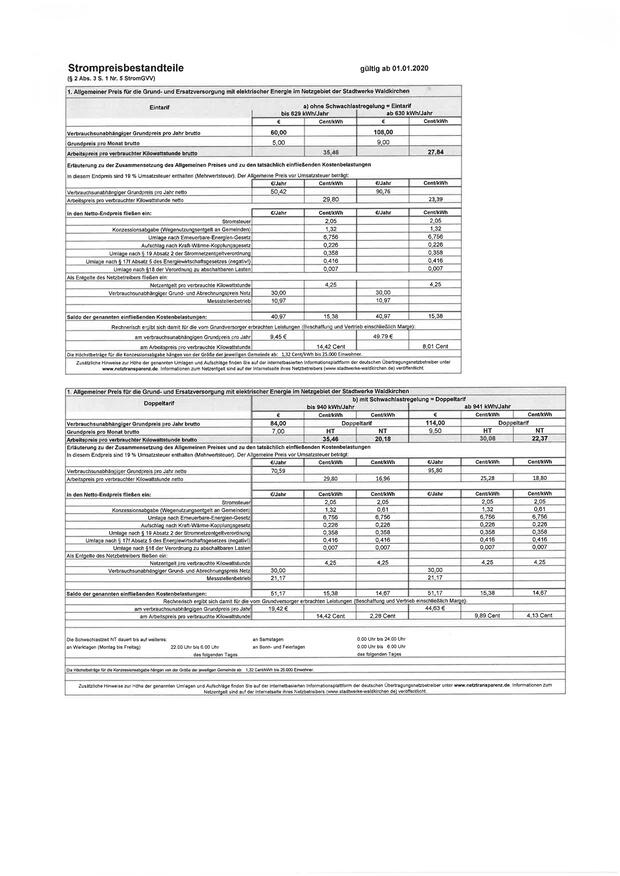 Strompreisbestandteile gültig ab 01.01.2020
(§ 2 Abs. 3 S. 1 Nr. 5 StromGVV)
1. Allgemeiner Preis für die Grund- und Ersatzversorgung mit elektrischer Energie im Netzgebiet der Stadtwerke Waldkirchen
Eintarif
a) ohne Schwachlastregelung = Eintarif
bis 629 kWh/Jahr ab 630 kWh/Jahr
€ Cent/kWh € Cent/kWh
Verbrauchsunabhängiger Grundpreis pro Jahr brutto 60,00 108,00
Grundpreis pro Monat brutto 5,00 9,00
Arbeitspreis pro verbrauchter Kilowattstunde brutto 35,46 27,84
Erläuterung zu der Zusammensetzung des Allgemeinen Preises und zu den tatsächlich einfließenden Kostenbelastungen
In diesem Endpreis sind 19 % Umsatzsteuer enthalten (Mehrwertsteuer). Der Allgemeine Preis vor Umsatzsteuer beträgt:
€/Jahr Cent/kWh €/Jahr Cent/kWh
Verbrauchsunabhängiger Grundpreis pro Jahr netto 50,42 90,76
Arbeitspreis pro verbrauchter Kilowattstunde netto 29,80 23,39
In den Netto-Endpreis fließen ein: €/Jahr Cent/kWh €/Jahr Cent/kWh
Stromsteuer 2,05 2,05
Konzessionsabgabe (Wegenutzungsentgelt an Gemeinden) 1,32 1,32
Umlage nach Erneuerbare-Energien-Gesetz 6,756 6,756
Aufschlag nach Kraft-Wärme-Kopplungsgesetz 0,226 0,226
Umlage nach § 19 Absatz 2 der Stromnetzentgeltverordnung 0,358 0,358
Umlage nach § 17f Absatz 5 des Energiewirtschaftsgesetzes (negativ!) 0,416 0,416
Umlage nach §18 der Verordnung zu abschaltbaren Lasten 0,007 0,007
Als Entgelte des Netzbetreibers fließen ein:
Netzentgelt pro verbrauchte Kilowattstunde 4,25 4,25
Verbrauchsunabhängiger Grund- und Abrechnungspreis Netz 30,00 30,00
Messstellenbetrieb 10,97 10,97
Saldo der genannten einfließenden Kostenbelastungen: 40,97 15,38 40,97 15,38
Rechnerisch ergibt sich damit für die vom Grundversorger erbrachten Leistungen (Beschaffung und Vertrieb einschließlich Marge):
am verbrauchsunabhängigen Grundpreis pro Jahr 9,45 € 49,79 €
am Arbeitspreis pro verbrauchter Kilowattstunde 14,42 Cent 8,01 Cent
Die Höchstbeträge für die Konzessionsabgabe hängen von der Größe der jeweiligen Gemeinde ab: 1,32 Cent/kWh bis 25.000 Einwohner.
Zusätzliche Hinweise zur Höhe der genannten Umlagen und Aufschläge finden Sie auf der internetbasierten Informationsplattform der deutschen Übertragungsnetzbetreiber unter
www.netztransparenz.de. Informationen zum Netzentgelt sind auf der Internetseite ihres Netzbetreibers (www.stadtwerke-waldkirchen.de) veröffentlicht.
1. Allgemeiner Preis für die Grund- und Ersatzversorgung mit elektrischer Energie im Netzgebiet der Stadtwerke Waldkirchen
Doppeltarif
b) mit Schwachlastregelung = Doppeltarif
bis 940 kWh/Jahr ab 941 kWh/Jahr
€ Cent/kWh Cent/kWh € Cent/kWh Cent/kWh
Verbrauchsunabhängiger Grundpreis pro Jahr brutto 84,00 Doppeltarif 114,00 Doppeltarif
Grundpreis pro Monat brutto 7,00 HT NT 9,50 HT NT
Arbeitspreis pro verbrauchter Kilowattstunde brutto 35,46 20,18 30,08 22,37
Erläuterung zu der Zusammensetzung des Allgemeinen Preises und zu den tatsächlich einfließenden Kostenbelastungen
In diesem Endpreis sind 19 % Umsatzsteuer enthalten (Mehrwertsteuer). Der Allgemeine Preis vor Umsatzsteuer beträgt:
€/Jahr Cent/kWh Cent/kWh €/Jahr Cent/kWh Cent/kWh
Verbrauchsunabhängiger Grundpreis pro Jahr netto 70,59 95,80
Arbeitspreis pro verbrauchter Kilowattstunde netto 29,80 16,96 25,28 18,80
In den Netto-Endpreis fließen ein: €/Jahr Cent/kWh Cent/kWh €/Jahr Cent/kWh Cent/kWh
Stromsteuer 2,05 2,05 2,05 2,05
Konzessionsabgabe (Wegenutzungsentgelt an Gemeinden) 1,32 0,61 1,32 0,61
Umlage nach Erneuerbare-Energien-Gesetz 6,756 6,756 6,756 6,756
Aufschlag nach Kraft-Wärme-Kopplungsgesetz 0,226 0,226 0,226 0,226
Umlage nach § 19 Absatz 2 der Stromnetzentgeltverordnung 0,358 0,358 0,358 0,358
Umlage nach § 17f Absatz 5 des Energiewirtschaftsgesetzes (negativ!) 0,416 0,416 0,416 0,416
Umlage nach §18 der Verordnung zu abschaltbaren Lasten 0,007 0,007 0,007 0,007
Als Entgelte des Netzbetreibers fließen ein:
Netzentgelt pro verbrauchte Kilowattstunde 4,25 4,25 4,25 4,25
Verbrauchsunabhängiger Grund- und Abrechnungspreis Netz 30,00 30,00
Messstellenbetrieb 21,17 21,17
Saldo der genannten einfließenden Kostenbelastungen: 51,17 15,38 14,67 51,17 15,38 14,67
Rechnerisch ergibt sich damit für die vom Grundversorger erbrachten Leistungen (Beschaffung und Vertrieb einschließlich Marge):
am verbrauchsunabhängigen Grundpreis pro Jahr 19,42 € 44,63 €
am Arbeitspreis pro verbrauchter Kilowattstunde 14,42 Cent 2,28 Cent 9,89 Cent 4,13 Cent
Die Schwachlastzeit NT dauert bis auf weiteres: an Samstagen 0.00 Uhr bis 24.00 Uhr
an Werktagen (Montag bis Freitag) 22.00 Uhr bis 6.00 Uhr an Sonn- und Feiertagen 0.00 Uhr bis 6.00 Uhr
des folgenden Tages des folgenden Tages
Die Höchstbeträge für die Konzessionsabgabe hängen von der Größe der jeweiligen Gemeinde ab: 1,32 Cent/kWh bis 25.000 Einwohner.
Zusätzliche Hinweise zur Höhe der genannten Umlagen und Aufschläge finden Sie auf der internetbasierten Informationsplattform der deutschen Übertragungsnetzbetreiber unter www.netztransparenz.de. Informationen zum
Netzentgelt sind auf der Internetseite ihres Netzbetreibers (www.stadtwerke-waldkirchen.de) veröffentlicht.